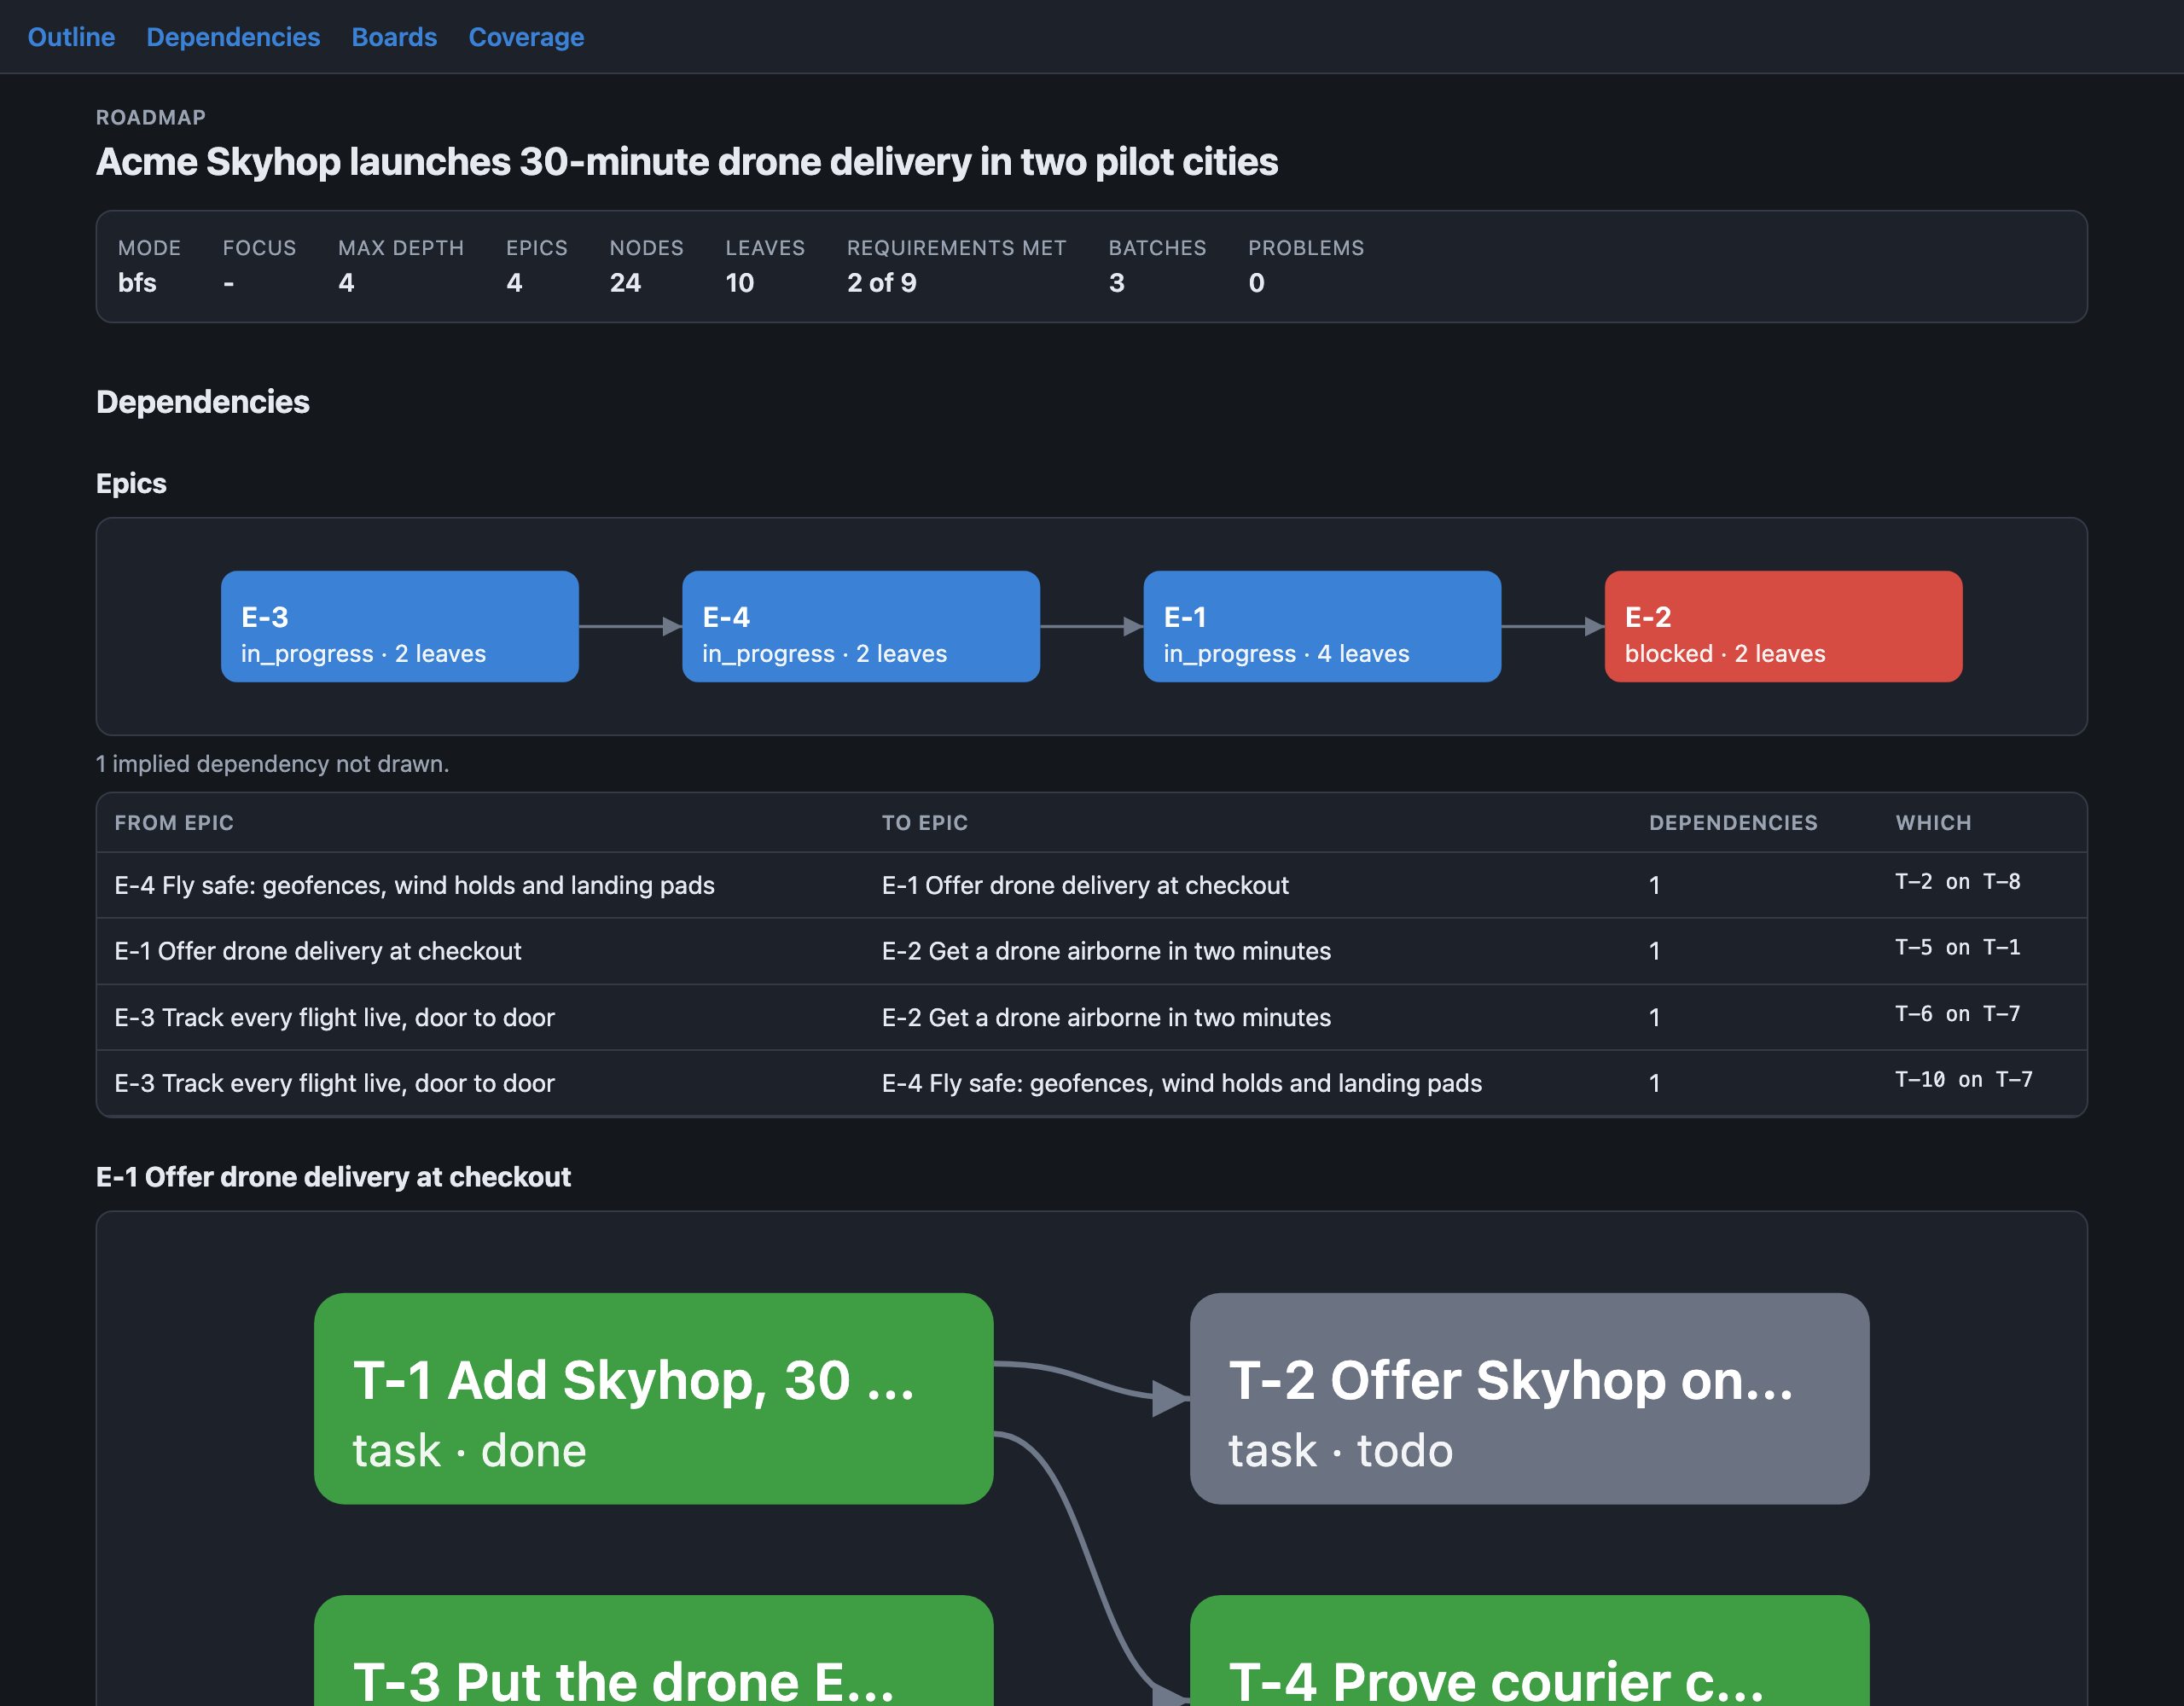 Outline Dependencies Boards Coverage
ROADMAP
Acme Skyhop launches 30-minute drone delivery in two pilot cities
MODE FOCUS MAX DEPTH EPICS NODES LEAVES REQUIREMENTS MET BATCHES PROBLEMS
bfs - 4 4 24 10 2 of 9 3 0
Dependencies
Epics
E-3 E-4 E-1 E-2
in_progress · 2 leaves in_progress · 2 leaves in_progress · 4 leaves blocked · 2 leaves
1 implied dependency not drawn.
FROM EPIC TO EPIC DEPENDENCIES WHICH
E-4 Fly safe: geofences, wind holds and landing pads E-1 Offer drone delivery at checkout 1 T-2 on T-8
E-1 Offer drone delivery at checkout E-2 Get a drone airborne in two minutes 1 T-5 on T-1
E-3 Track every flight live, door to door E-2 Get a drone airborne in two minutes 1 T-6 on T-7
E-3 Track every flight live, door to door E-4 Fly safe: geofences, wind holds and landing pads 1 T-10 on T-7
E-1 Offer drone delivery at checkout
T-1 Add Skyhop, 30 ... T-2 Offer Skyhop on...
task · done task · todo
T-3 Put the drone E... T-4 Prove courier c...